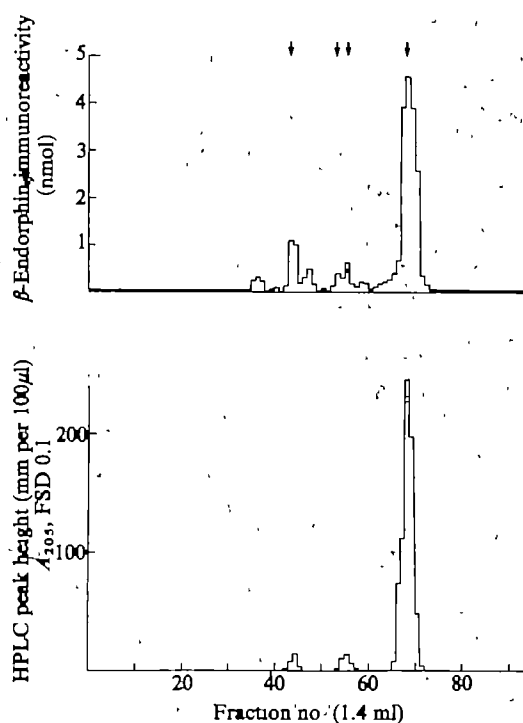 β-Endorphin immunoreactivity
(nmol)
5
4
3
2
1
HPLC peak height (mm per 100μl)
A₂₀₅, FSD 0.1
200
100
20
40
60
80
Fraction no (1.4 ml)